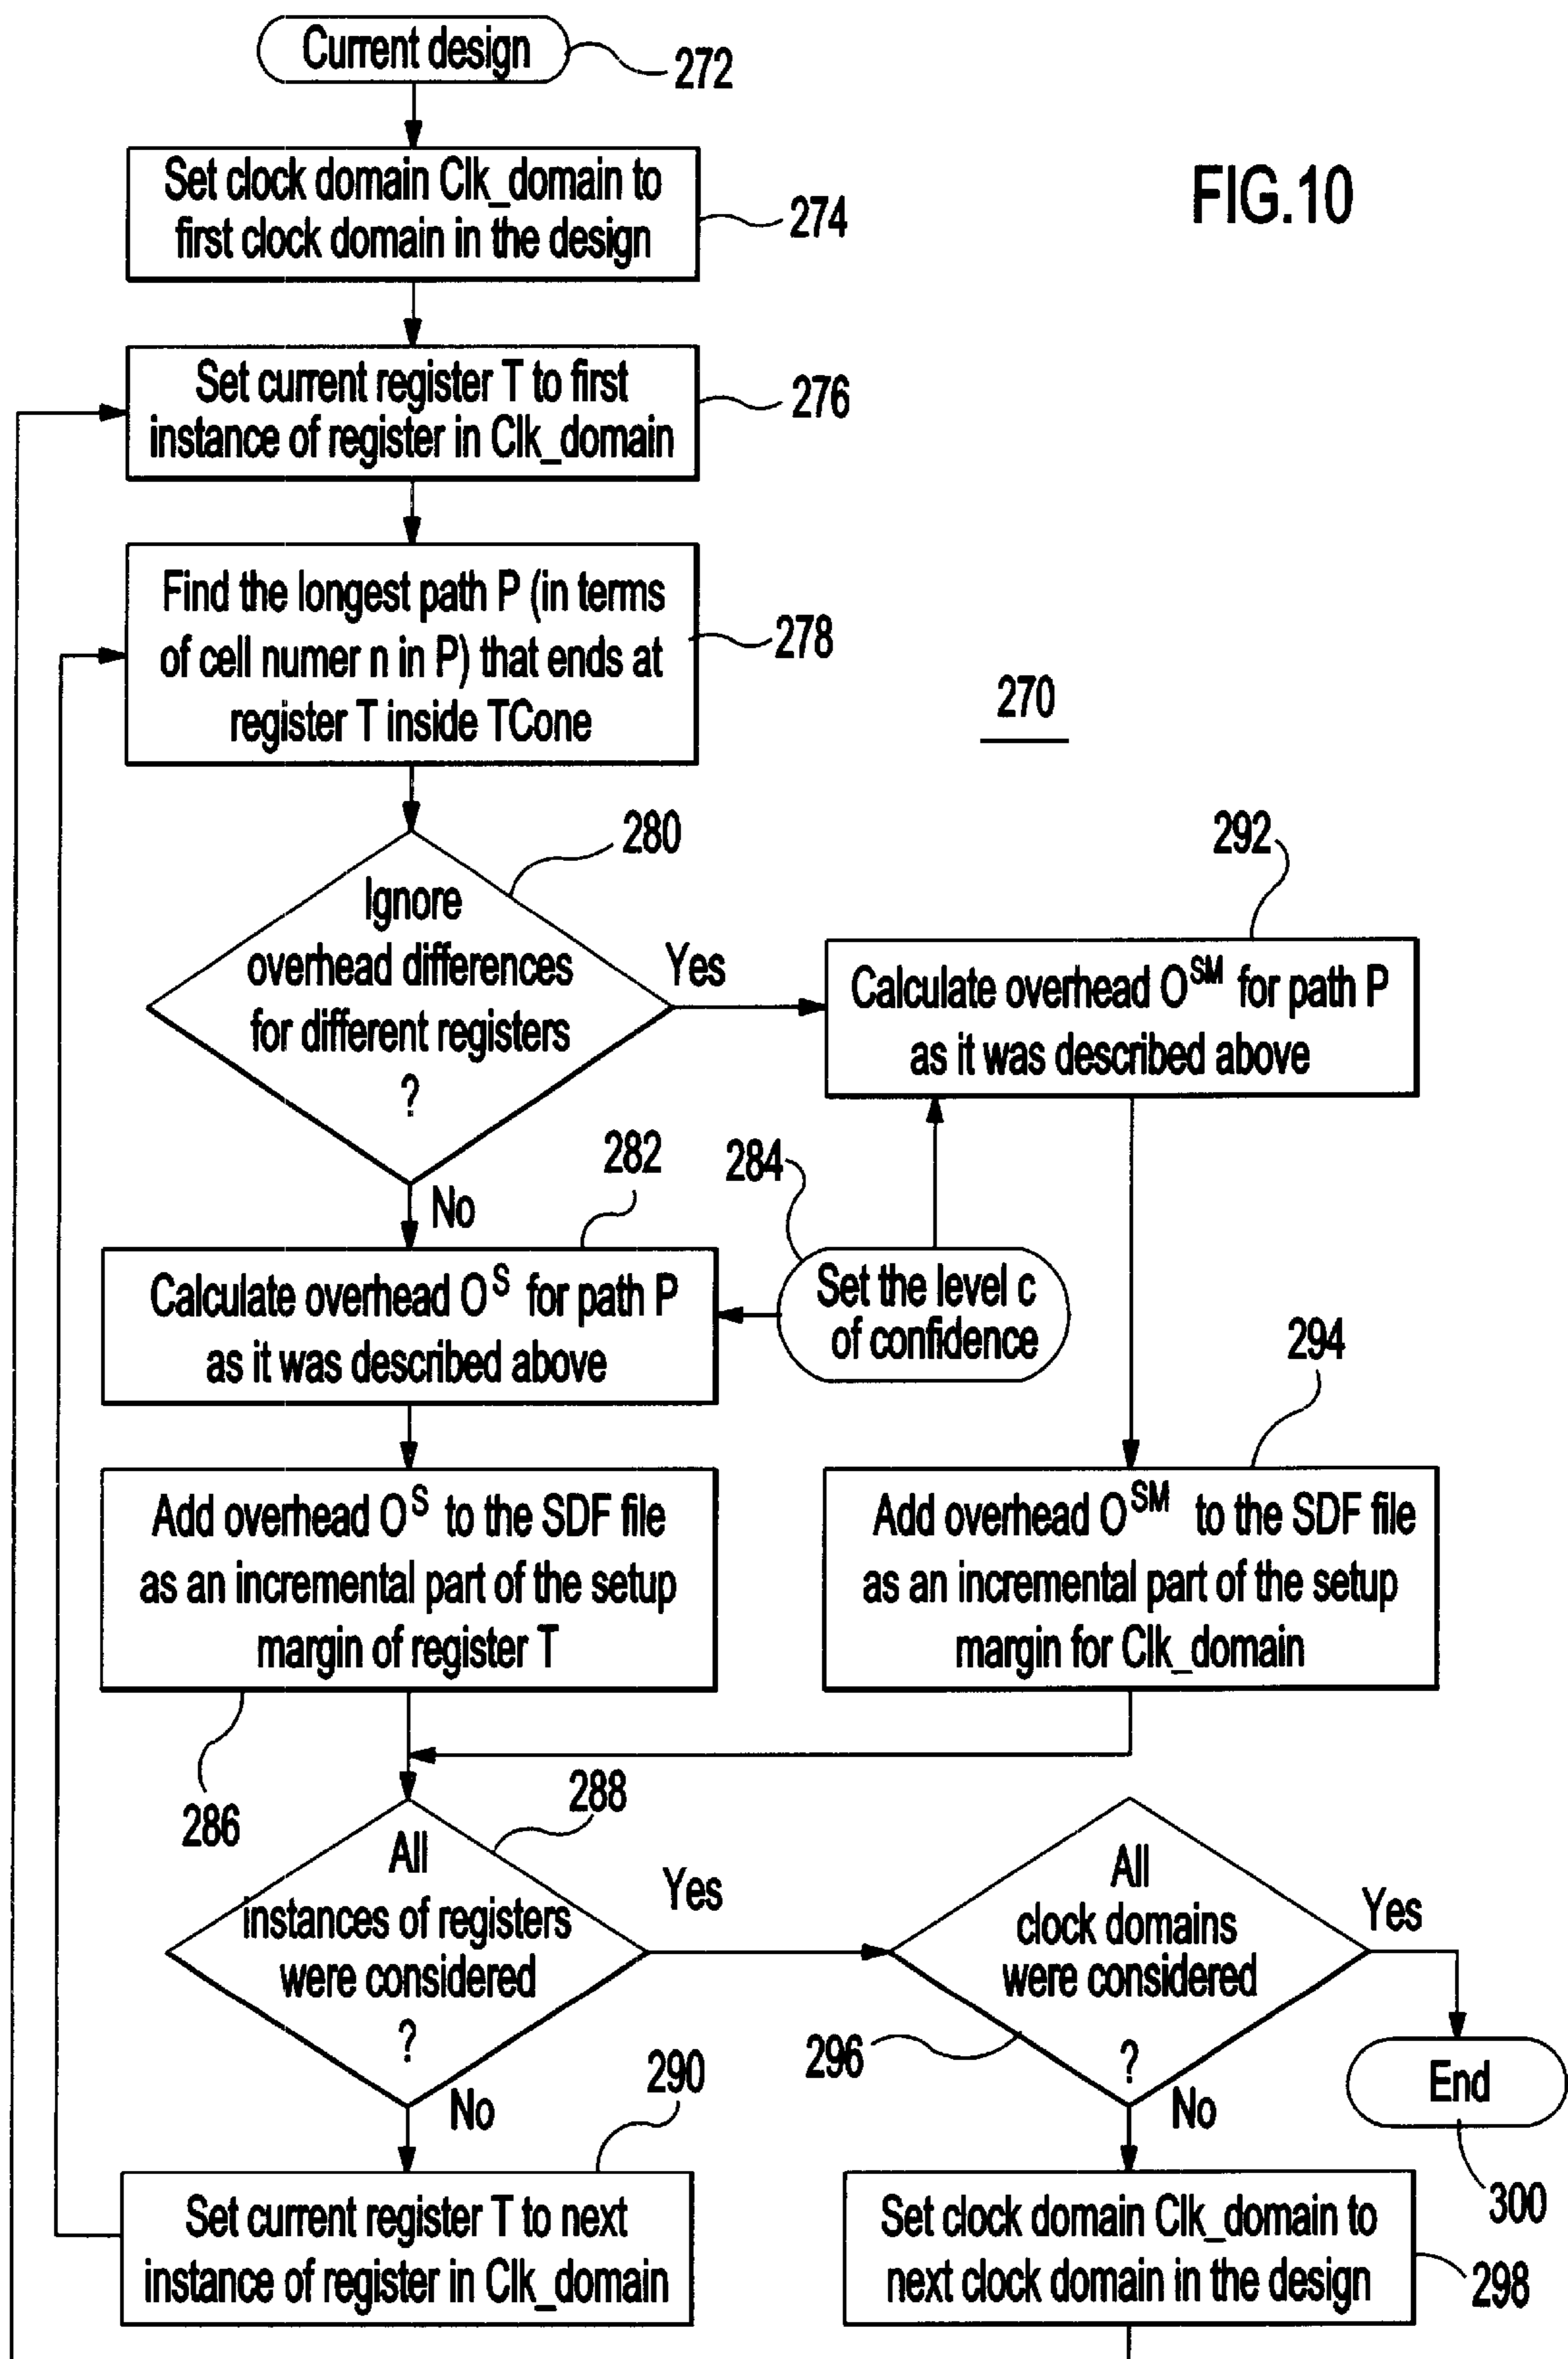 Current design
272
FIG.10
Set clock domain Clk_domain to
first clock domain in the design
274
Set current register T to first
instance of register in Clk_domain
276
Find the longest path P (in terms
of cell numer n in P) that ends at
register T inside TCone
278
270
280
Ignore
overhead differences
for different registers
?
Yes
No
292
Calculate overhead O^SM for path P
as it was described above
282
Calculate overhead O^S for path P
as it was described above
284
Set the level c
of confidence
294
Add overhead O^S to the SDF file
as an incremental part of the setup
margin of register T
286
Add overhead O^SM to the SDF file
as an incremental part of the setup
margin for Clk_domain
288
All
instances of registers
were considered
?
Yes
No
All
clock domains
were considered
?
296
Yes
No
End
300
290
Set current register T to next
instance of register in Clk_domain
Set clock domain Clk_domain to
next clock domain in the design
298